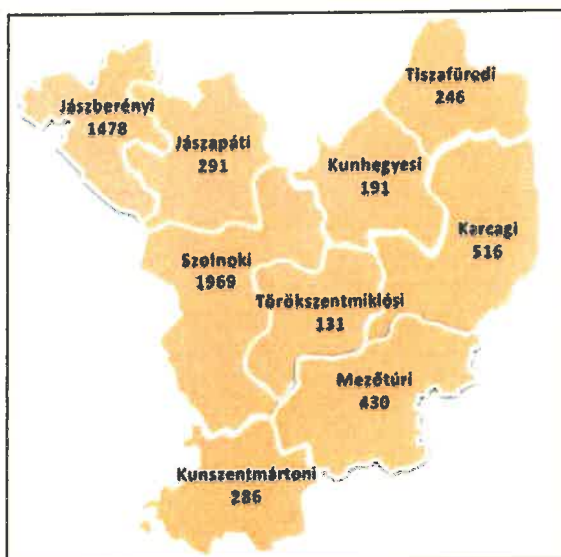 Tiszafüredi
246
Jászberényi
1478
Jászapáti
291
Kunhegyesi
191
Karcagi
516
Szolnoki
1969
Törökszentmiklósi
131
Mezőtúri
430
Kunszentmártoni
286